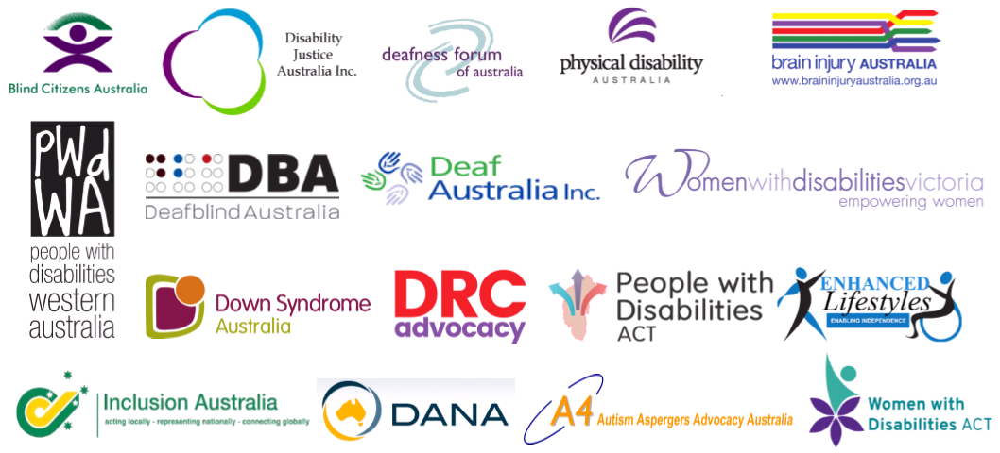 Blind Citizens Australia
Disability
Justice
Australia Inc.
deafness forum
of australia
physical disability
AUSTRALIA
brain injury AUSTRALIA
www.braininjuryaustralia.org.au
PWd
WA
people with
disabilities
western
australia
DBA
Deafblind Australia
Deaf
Australia Inc.
Womenwithdisabilitiesvictoria
empowering women
Down Syndrome
Australia
DRC
advocacy
People with
Disabilities
ACT
ENHANCED
Lifestyles
ENABLING INDEPENDENCE
Inclusion Australia
acting locally - representing nationally - connecting globally
DANA
A4 Autism Aspergers Advocacy Australia
Women with
Disabilities ACT